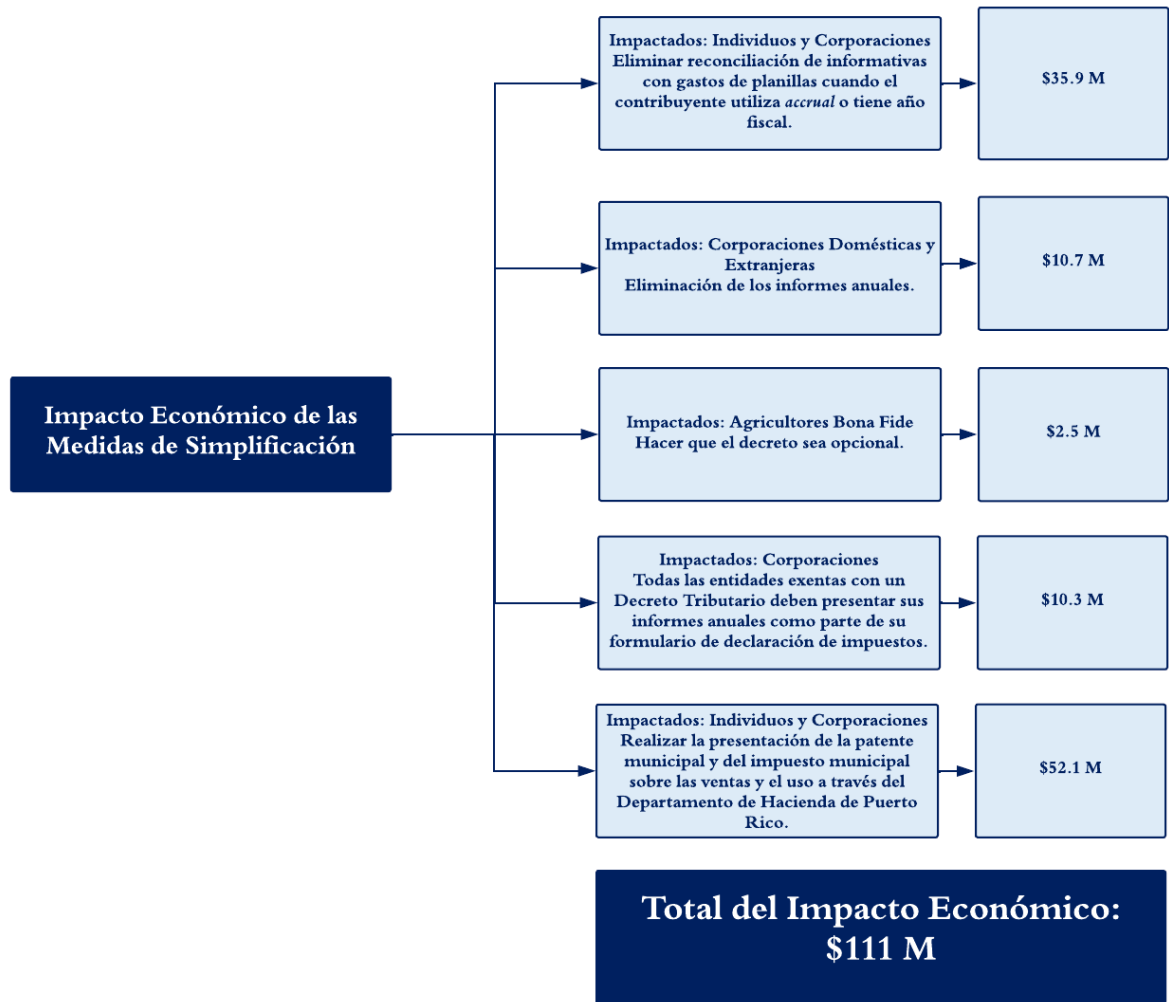 Impactados: Individuos y Corporaciones
Eliminar reconciliación de informativas
con gastos de planillas cuando el
contribuyente utiliza accrual o tiene año
fiscal.
$35.9 M
Impactados: Corporaciones Domésticas y
Extranjeras
Eliminación de los informes anuales.
$10.7 M
Impacto Económico de las
Medidas de Simplificación
Impactados: Agricultores Bona Fide
Hacer que el decreto sea opcional.
$2.5 M
Impactados: Corporaciones
Todas las entidades exentas con un
Decreto Tributario deben presentar sus
informes anuales como parte de su
formulario de declaración de impuestos.
$10.3 M
Impactados: Individuos y Corporaciones
Realizar la presentación de la patente
municipal y del impuesto municipal
sobre las ventas y el uso a través del
Departamento de Hacienda de Puerto
Rico.
$52.1 M
Total del Impacto Económico:
$111 M